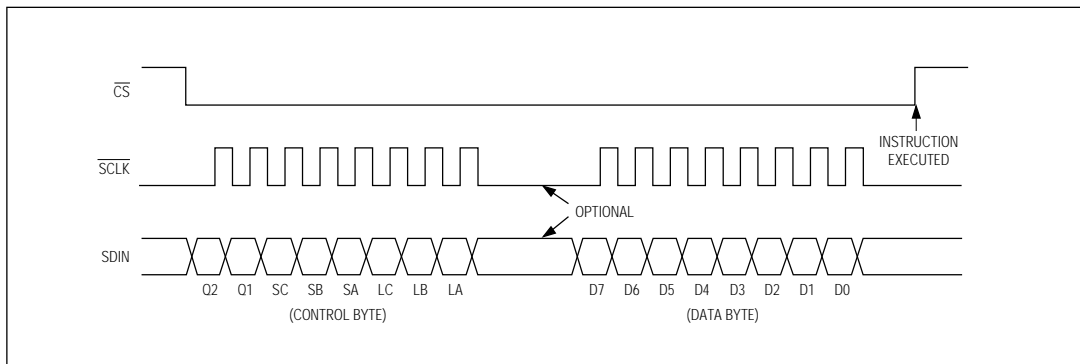 CS
INSTRUCTION
EXECUTED
SCLK
OPTIONAL
SDIN
Q2 Q1 SC SB SA LC LB LA D7 D6 D5 D4 D3 D2 D1 D0
(CONTROL BYTE) (DATA BYTE)